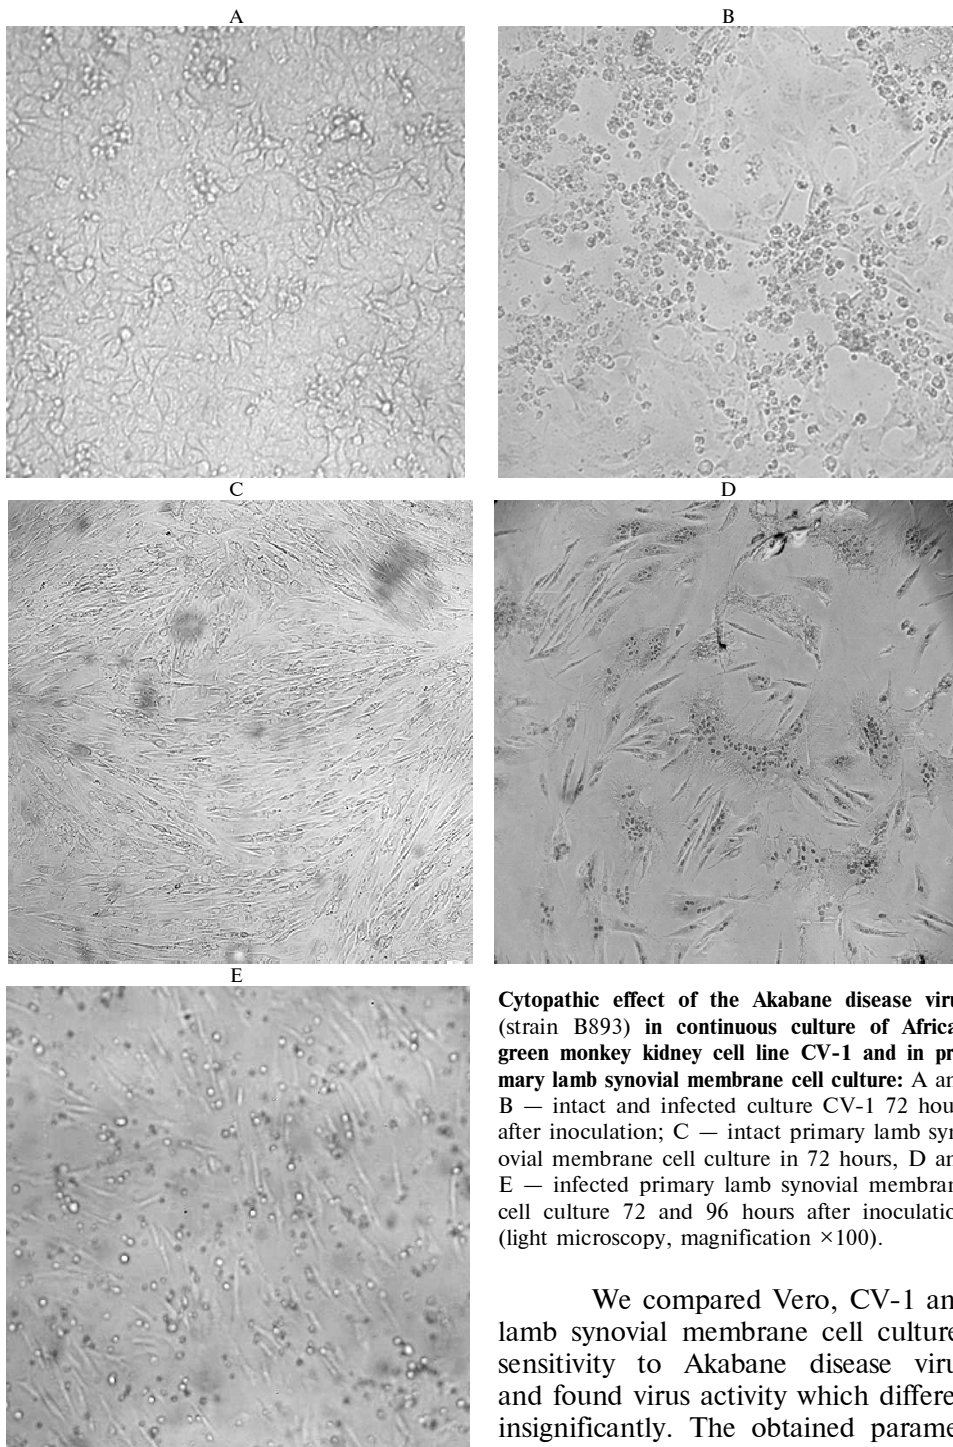 A
B
C
D
E
Cytopathic effect of the Akabane disease viru
(strain B893) in continuous culture of Africa
green monkey kidney cell line CV-1 and in pr
mary lamb synovial membrane cell culture: A an
B — intact and infected culture CV-1 72 hou
after inoculation; C — intact primary lamb syn
ovial membrane cell culture in 72 hours, D an
E — infected primary lamb synovial membran
cell culture 72 and 96 hours after inoculatio
(light microscopy, magnification ×100).
We compared Vero, CV-1 an
lamb synovial membrane cell culture
sensitivity to Akabane disease viru
and found virus activity which differe
insignificantly. The obtained parame